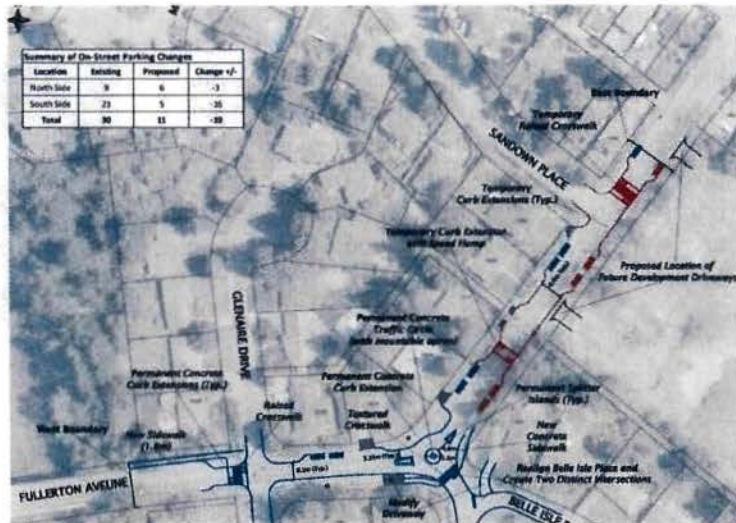 Summary of On-Street Parking Changes
Location Existing Proposed Change +/-
North Side 9 6 -3
South Side 21 5 -16
Total 30 11 -19
East Boundary
Temporary
Raised Crosswalk
SANDOWN PLACE
Temporary
Curb Extensions (Typ.)
Temporary Curb Extension
with Speed Hump
Proposed Location of
Future Development Driveways
GLENAIRE DRIVE
Permanent Concrete
Traffic Circle
(with mountable apron)
Permanent Concrete
Curb Extensions (Typ.)
Permanent Concrete
Curb Extension
Permanent Splitter
Islands (Typ.)
Raised
Crosswalk
Textured
Crosswalk
New
Concrete
Sidewalk
West Boundary
New Sidewalk
(1.8m)
Realign Belle Isle Place and
Create Two Distinct Intersections
FULLERTON AVELINE
Modify
Driveway
BELLE ISLE